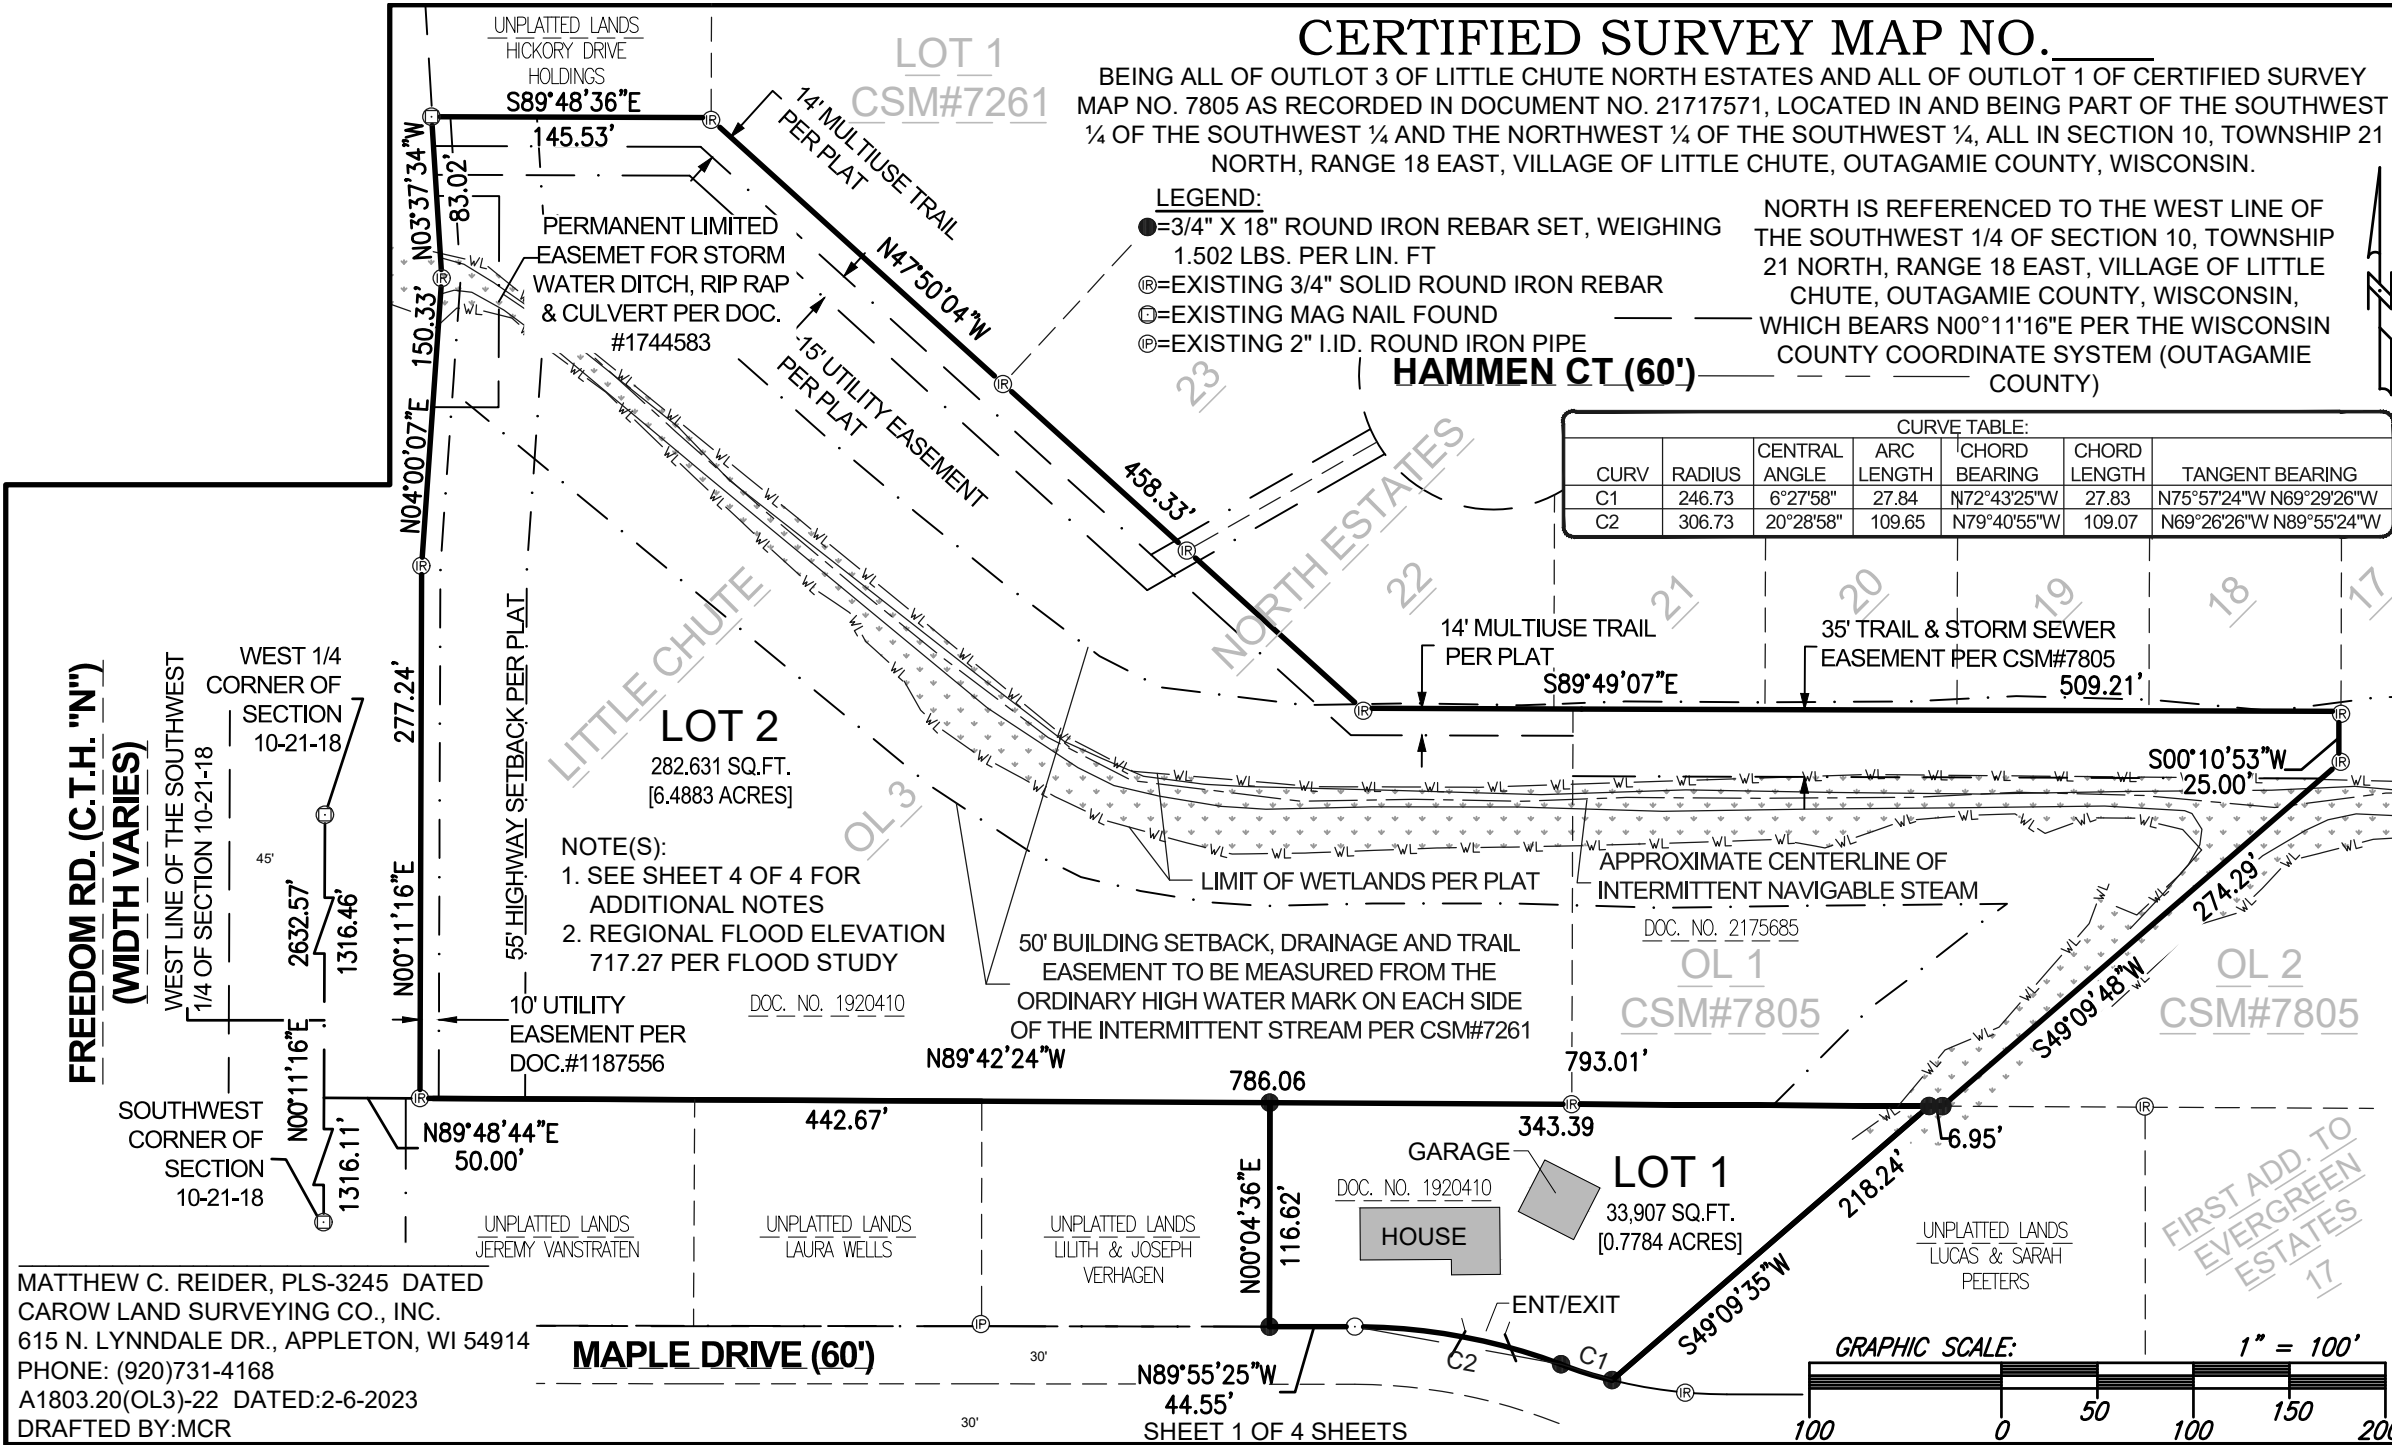 CERTIFIED SURVEY MAP NO.____
BEING ALL OF OUTLOT 3 OF LITTLE CHUTE NORTH ESTATES AND ALL OF OUTLOT 1 OF CERTIFIED SURVEY
MAP NO. 7805 AS RECORDED IN DOCUMENT NO. 21717571, LOCATED IN AND BEING PART OF THE SOUTHWEST
¼ OF THE SOUTHWEST ¼ AND THE NORTHWEST ¼ OF THE SOUTHWEST ¼, ALL IN SECTION 10, TOWNSHIP 21
NORTH, RANGE 18 EAST, VILLAGE OF LITTLE CHUTE, OUTAGAMIE COUNTY, WISCONSIN.
LEGEND:
=3/4" X 18" ROUND IRON REBAR SET, WEIGHING
1.502 LBS. PER LIN. FT
IR=EXISTING 3/4" SOLID ROUND IRON REBAR
=EXISTING MAG NAIL FOUND
IP=EXISTING 2" I.ID. ROUND IRON PIPE
NORTH IS REFERENCED TO THE WEST LINE OF
THE SOUTHWEST 1/4 OF SECTION 10, TOWNSHIP
21 NORTH, RANGE 18 EAST, VILLAGE OF LITTLE
CHUTE, OUTAGAMIE COUNTY, WISCONSIN,
WHICH BEARS N00°11'16"E PER THE WISCONSIN
COUNTY COORDINATE SYSTEM (OUTAGAMIE
COUNTY)
N
HAMMEN CT (60')
CURVE TABLE:
CURV RADIUS CENTRAL ANGLE ARC LENGTH CHORD BEARING CHORD LENGTH TANGENT BEARING
C1 246.73 6°27'58" 27.84 N72°43'25"W 27.83 N75°57'24"W N69°29'26"W
C2 306.73 20°28'58" 109.65 N79°40'55"W 109.07 N69°26'26"W N89°55'24"W
UNPLATTED LANDS
HICKORY DRIVE
HOLDINGS
S89°48'36"E
145.53'
LOT 1
CSM#7261
14' MULTIUSE TRAIL
PER PLAT
N03°37'34"W
83.02'
PERMANENT LIMITED
EASEMET FOR STORM
WATER DITCH, RIP RAP
& CULVERT PER DOC.
#1744583
N47°50'04"W
458.33'
15' UTILITY EASEMENT
PER PLAT
150.33'
N04°00'07"E
23
22
21
20
19
18
17
LITTLE CHUTE
NORTH ESTATES
OL 3
14' MULTIUSE TRAIL
PER PLAT
35' TRAIL & STORM SEWER
EASEMENT PER CSM#7805
S89°49'07"E
509.21'
S00°10'53"W
25.00'
FREEDOM RD. (C.T.H. "N")
(WIDTH VARIES)
WEST LINE OF THE SOUTHWEST
1/4 OF SECTION 10-21-18
WEST 1/4
CORNER OF
SECTION
10-21-18
45'
2632.57'
1316.46'
N00°11'16"E
1316.11'
277.24'
N00°11'16"E
55' HIGHWAY SETBACK PER PLAT
LOT 2
282.631 SQ.FT.
[6.4883 ACRES]
NOTE(S):
1. SEE SHEET 4 OF 4 FOR
ADDITIONAL NOTES
2. REGIONAL FLOOD ELEVATION
717.27 PER FLOOD STUDY
DOC. NO. 1920410
10' UTILITY
EASEMENT PER
DOC.#1187556
LIMIT OF WETLANDS PER PLAT
50' BUILDING SETBACK, DRAINAGE AND TRAIL
EASEMENT TO BE MEASURED FROM THE
ORDINARY HIGH WATER MARK ON EACH SIDE
OF THE INTERMITTENT STREAM PER CSM#7261
APPROXIMATE CENTERLINE OF
INTERMITTENT NAVIGABLE STEAM
DOC. NO. 2175685
OL 1
CSM#7805
OL 2
CSM#7805
274.29'
S49°09'48"W
N89°42'24"W
793.01'
786.06
442.67'
343.39
6.95'
SOUTHWEST
CORNER OF
SECTION
10-21-18
N89°48'44"E
50.00'
UNPLATTED LANDS
JEREMY VANSTRATEN
UNPLATTED LANDS
LAURA WELLS
UNPLATTED LANDS
LILITH & JOSEPH
VERHAGEN
N00°04'36"E
116.62'
GARAGE
DOC. NO. 1920410
HOUSE
LOT 1
33,907 SQ.FT.
[0.7784 ACRES]
218.24'
S49°09'35"W
UNPLATTED LANDS
LUCAS & SARAH
PEETERS
FIRST ADD. TO
EVERGREEN
ESTATES
17
ENT/EXIT
C2
C1
MAPLE DRIVE (60')
30'
30'
N89°55'25"W
44.55'
MATTHEW C. REIDER, PLS-3245 DATED
CAROW LAND SURVEYING CO., INC.
615 N. LYNNDALE DR., APPLETON, WI 54914
PHONE: (920)731-4168
A1803.20(OL3)-22 DATED:2-6-2023
DRAFTED BY:MCR
SHEET 1 OF 4 SHEETS
GRAPHIC SCALE: 1" = 100'
100 0 50 100 150